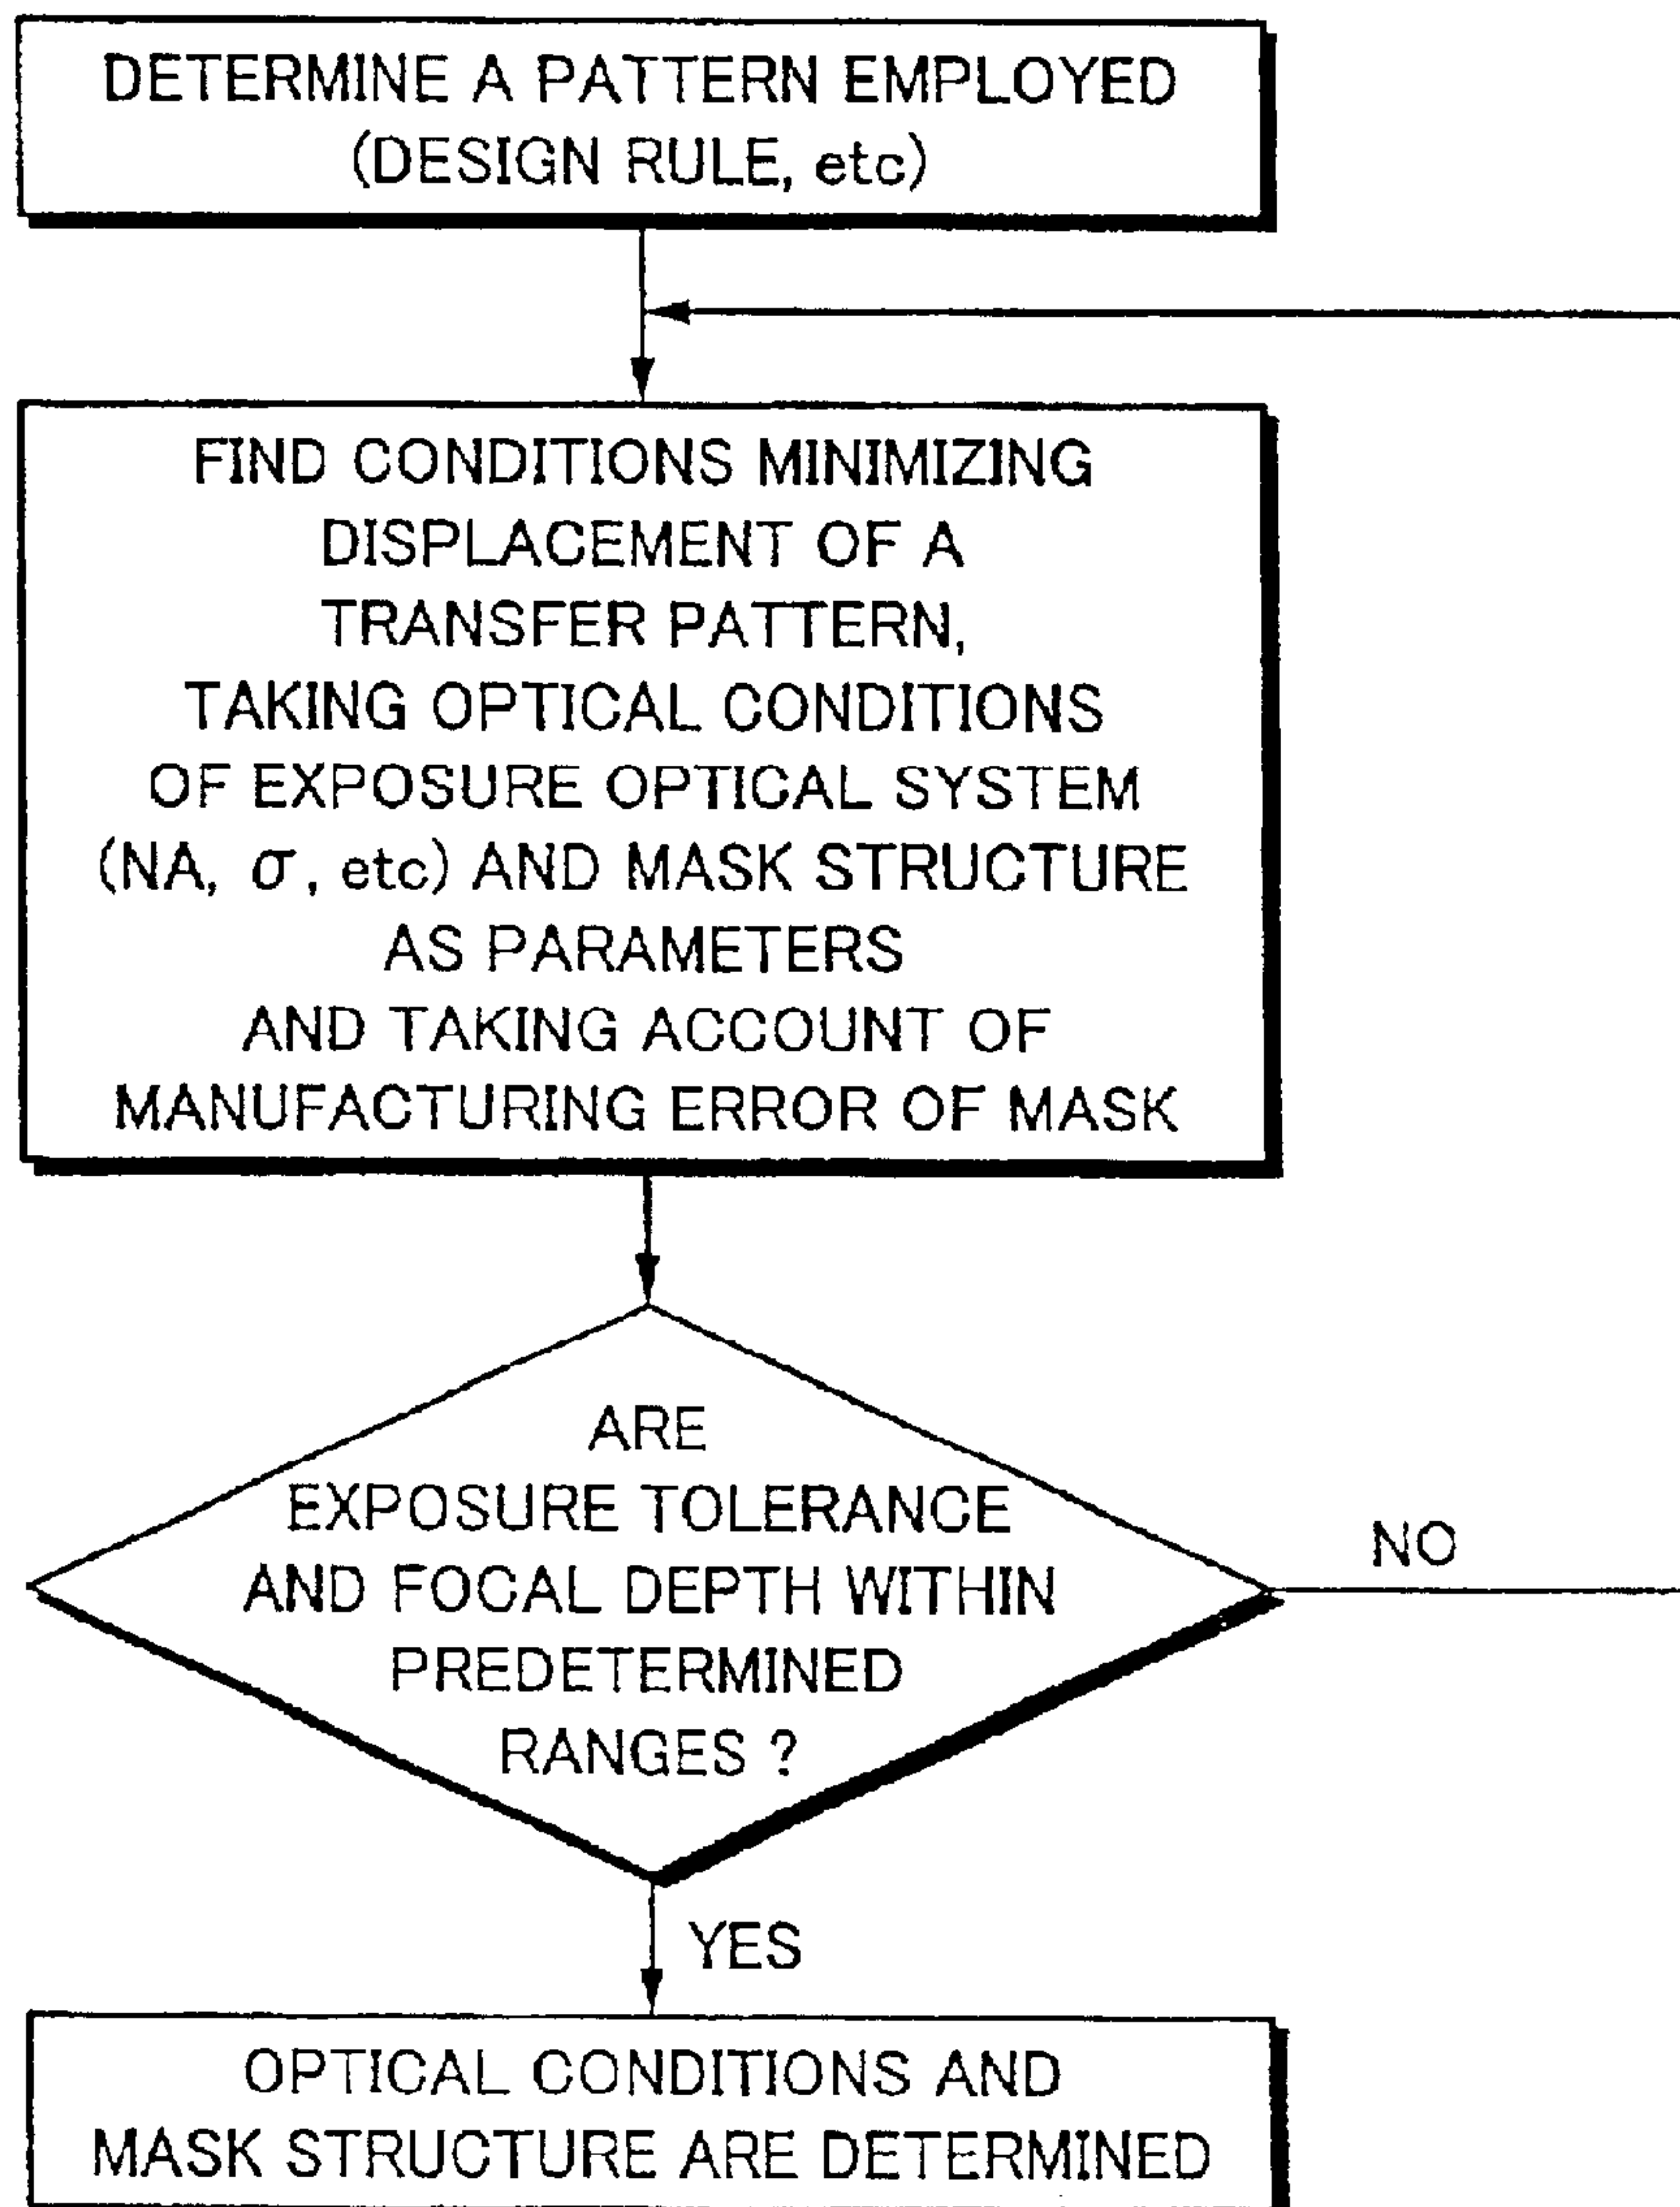 DETERMINE A PATTERN EMPLOYED
(DESIGN RULE, etc)
FIND CONDITIONS MINIMIZING
DISPLACEMENT OF A
TRANSFER PATTERN,
TAKING OPTICAL CONDITIONS
OF EXPOSURE OPTICAL SYSTEM
(NA, σ, etc) AND MASK STRUCTURE
AS PARAMETERS
AND TAKING ACCOUNT OF
MANUFACTURING ERROR OF MASK
ARE
EXPOSURE TOLERANCE
AND FOCAL DEPTH WITHIN
PREDETERMINED
RANGES ?
NO
YES
OPTICAL CONDITIONS AND
MASK STRUCTURE ARE DETERMINED